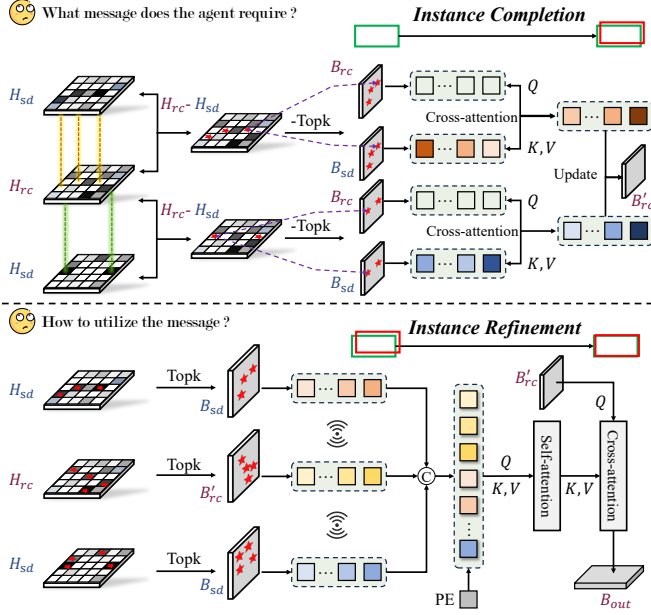 What message does the agent require ?
Instance Completion
H_sd
H_rc - H_sd
B_rc
-Topk
Q
Cross-attention
K, V
B_sd
H_rc
Update
B'_rc
H_rc - H_sd
B_rc
-Topk
Q
Cross-attention
K, V
B_sd
H_sd
How to utilize the message ?
Instance Refinement
H_sd
Topk
B_sd
B'_rc
Q
H_rc
Topk
B'_rc
C
Q
K, V
Self-attention
K, V
Cross-attention
H_sd
Topk
B_sd
PE
B_out